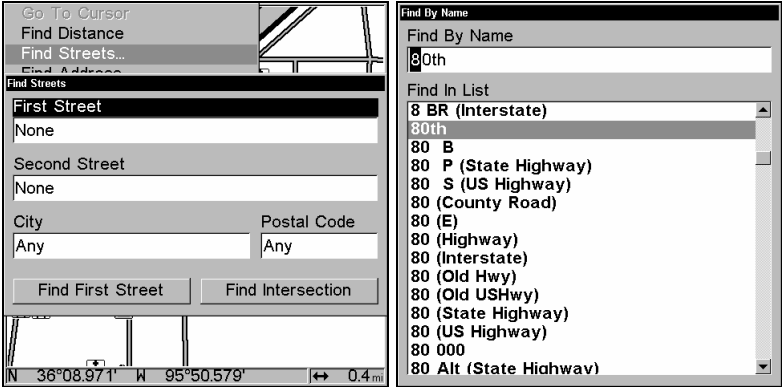 Go To Cursor
Find Distance
Find Streets...
Find Address
Find Streets
First Street
None
Second Street
None
City
Postal Code
Any
Any
Find First Street
Find Intersection
N 36°08.971' W 95°50.579' ↔ 0.4 mi
Find By Name
Find By Name
80th
Find In List
8 BR (Interstate)
80th
80 B
80 P (State Highway)
80 S (US Highway)
80 (County Road)
80 (E)
80 (Highway)
80 (Interstate)
80 (Old Hwy)
80 (Old USHwy)
80 (State Highway)
80 (US Highway)
80 000
80 Alt (State Highway)